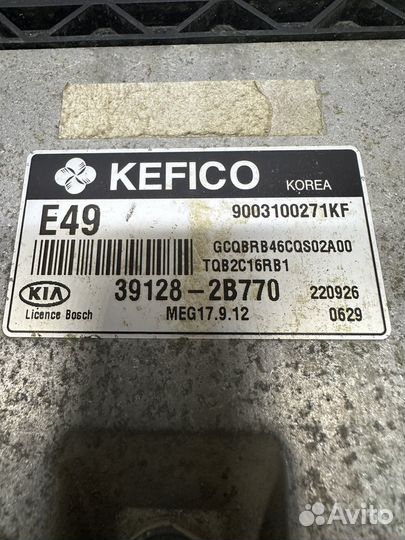 KEFICO KOREA
E49 9003100271KF
GCQBRB46CQS02A00
TQB2C16RB1
KIA 39128-2B770 220926
Licence Bosch MEG17.9.12 0629
Avito